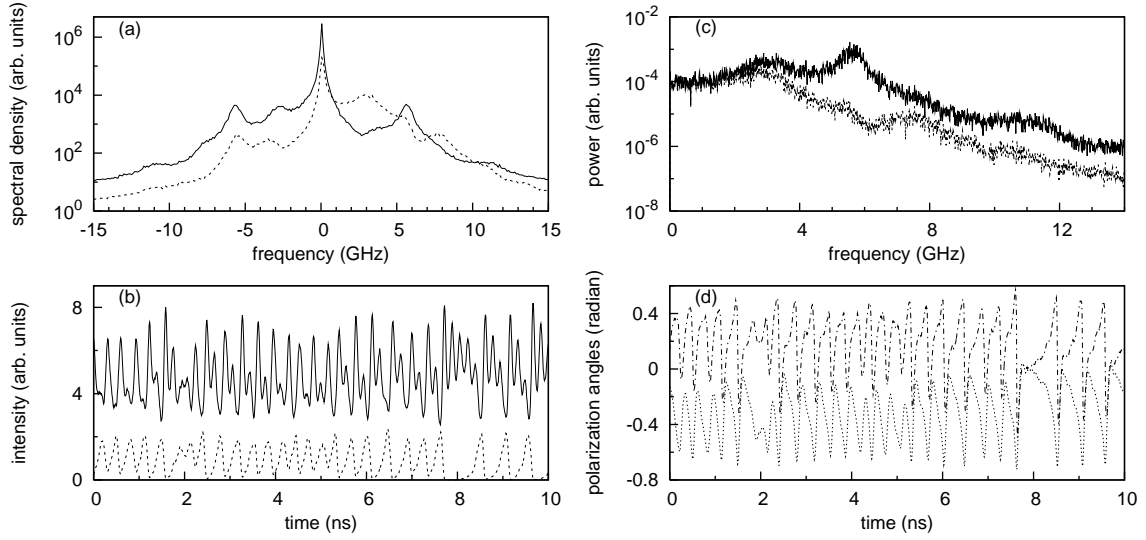 (a)
spectral density (arb. units)
10^6
10^4
10^2
10^0
-15 -10 -5 0 5 10 15
frequency (GHz)
(c)
power (arb. units)
10^-2
10^-4
10^-6
10^-8
0 4 8 12
frequency (GHz)
(b)
intensity (arb. units)
8
4
0
0 2 4 6 8 10
time (ns)
(d)
polarization angles (radian)
0.4
0
-0.4
-0.8
0 2 4 6 8 10
time (ns)